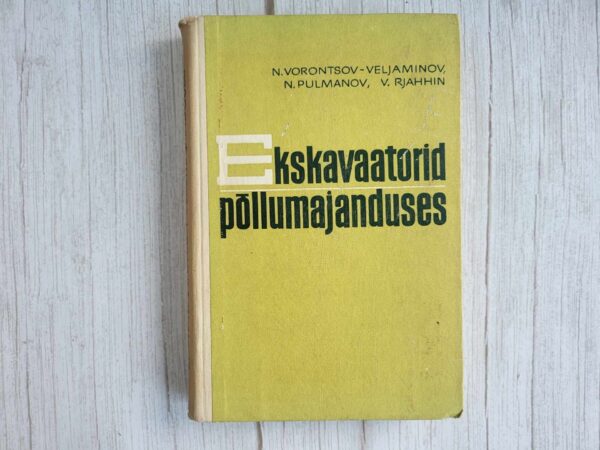 N. VORONTSOV-VELJAMINOV,
N. PULMANOV, V. RJAHHIN
Ekskavaatorid
põllumajanduses